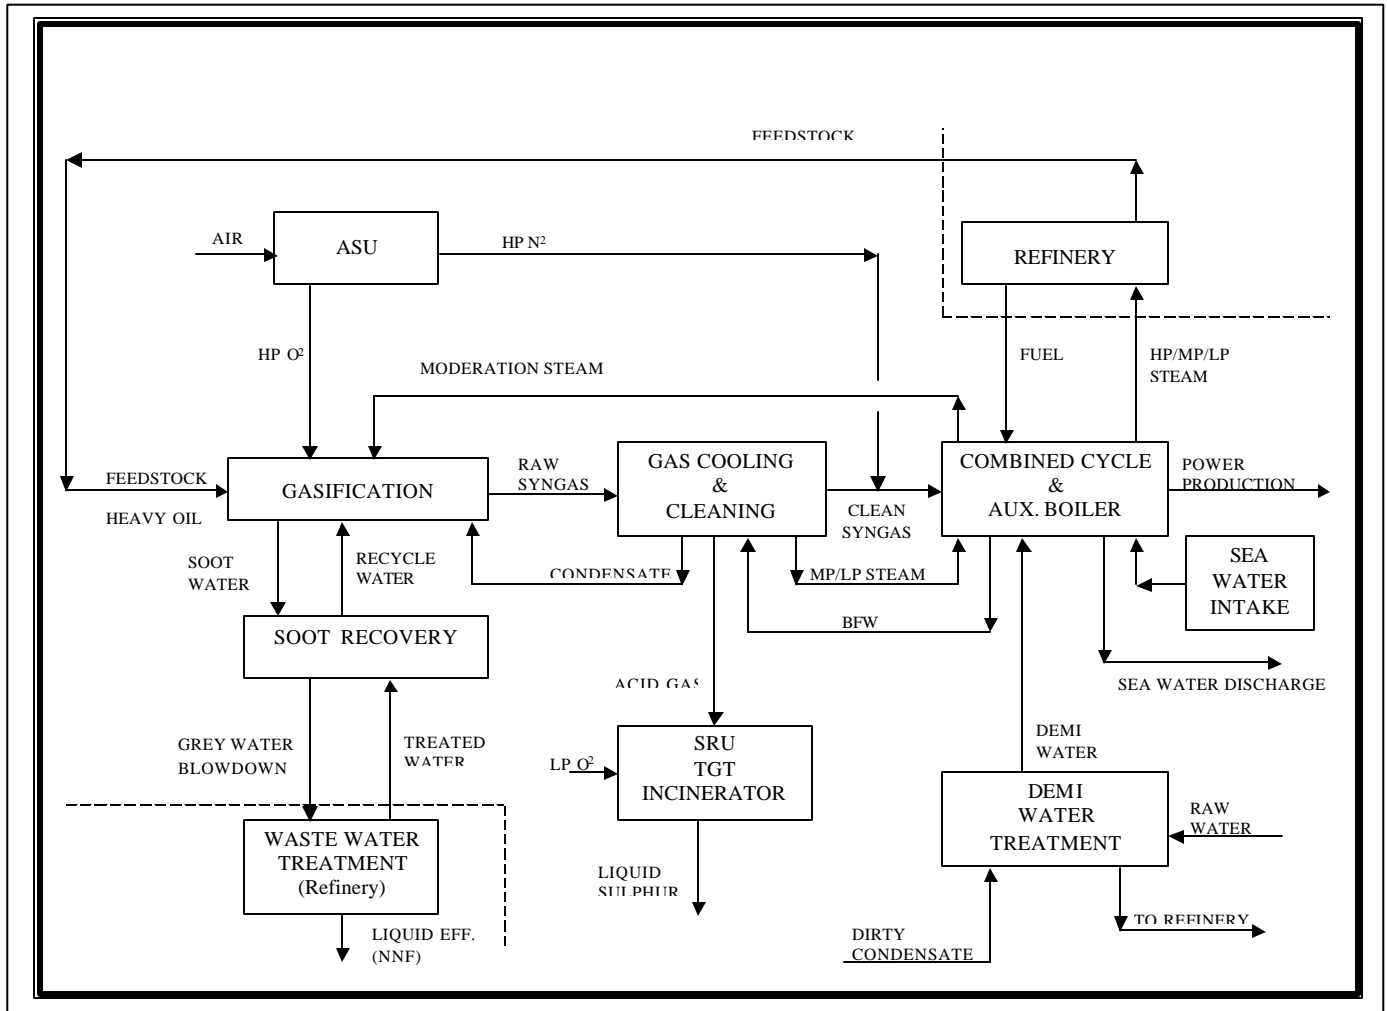 FEEDSTOCK
AIR
ASU
HP N²
REFINERY
HP O²
MODERATION STEAM
FUEL
HP/MP/LP
STEAM
FEEDSTOCK
HEAVY OIL
GASIFICATION
RAW
SYNGAS
GAS COOLING
&
CLEANING
CLEAN
SYNGAS
COMBINED CYCLE
&
AUX. BOILER
POWER
PRODUCTION
SOOT
WATER
RECYCLE
WATER
CONDENSATE
MP/LP STEAM
BFW
SEA
WATER
INTAKE
SOOT RECOVERY
ACID GAS
SEA WATER DISCHARGE
GREY WATER
BLOWDOWN
TREATED
WATER
LP O²
SRU
TGT
INCINERATOR
DEMI
WATER
DEMI
WATER
TREATMENT
RAW
WATER
WASTE WATER
TREATMENT
(Refinery)
LIQUID
SULPHUR
LIQUID EFF.
(NNF)
DIRTY
CONDENSATE
TO REFINERY